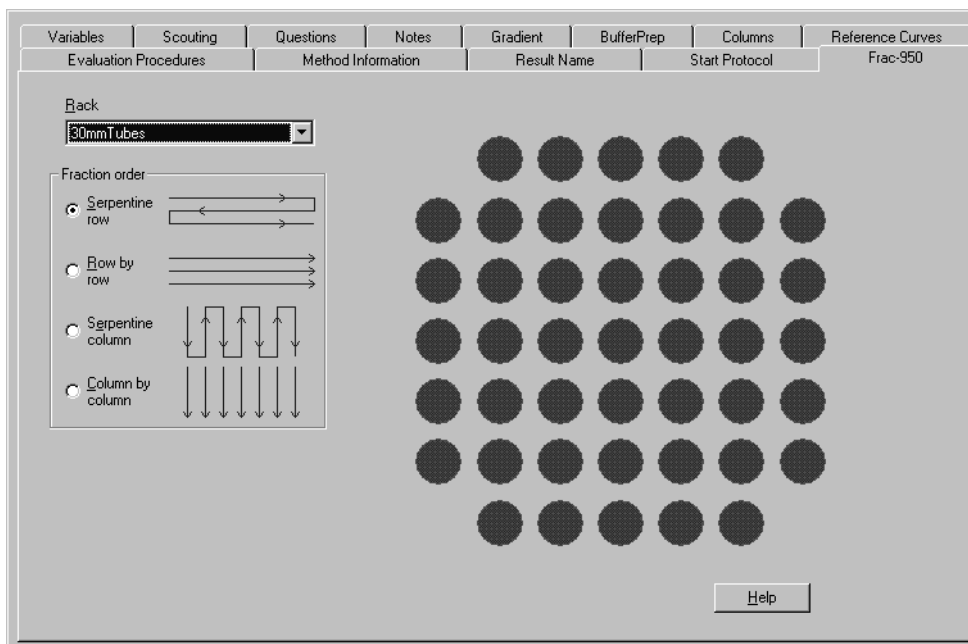 Variables Scouting Questions Notes Gradient BufferPrep Columns Reference Curves
Evaluation Procedures Method Information Result Name Start Protocol Frac-950
Rack
30mmTubes
Fraction order
Serpentine
row
Row by
row
Serpentine
column
Column by
column
Help